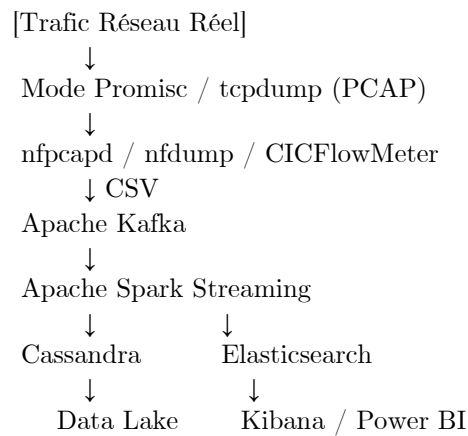 [Trafic Réseau Réel]
↓
Mode Promisc / tcpdump (PCAP)
↓
nfpcapd / nfdump / CICFlowMeter
↓ CSV
Apache Kafka
↓
Apache Spark Streaming
↓ ↓
Cassandra Elasticsearch
↓ ↓
Data Lake Kibana / Power BI